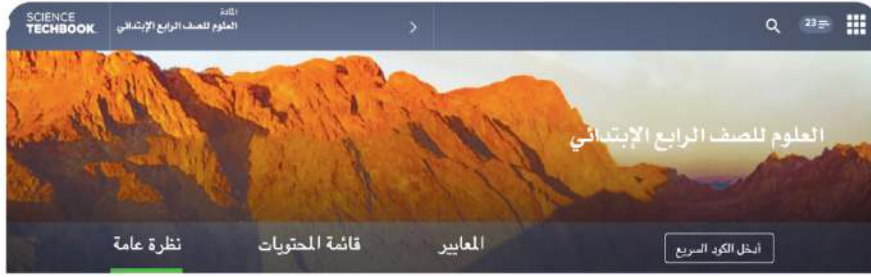 SCIENCE
TECHBOOK.
المادة
العلوم للصف الرابع الإبتدائي
23
العلوم للصف الرابع الإبتدائي
نظرة عامة
قائمة المحتويات
المعايير
أدخل الكود السريع